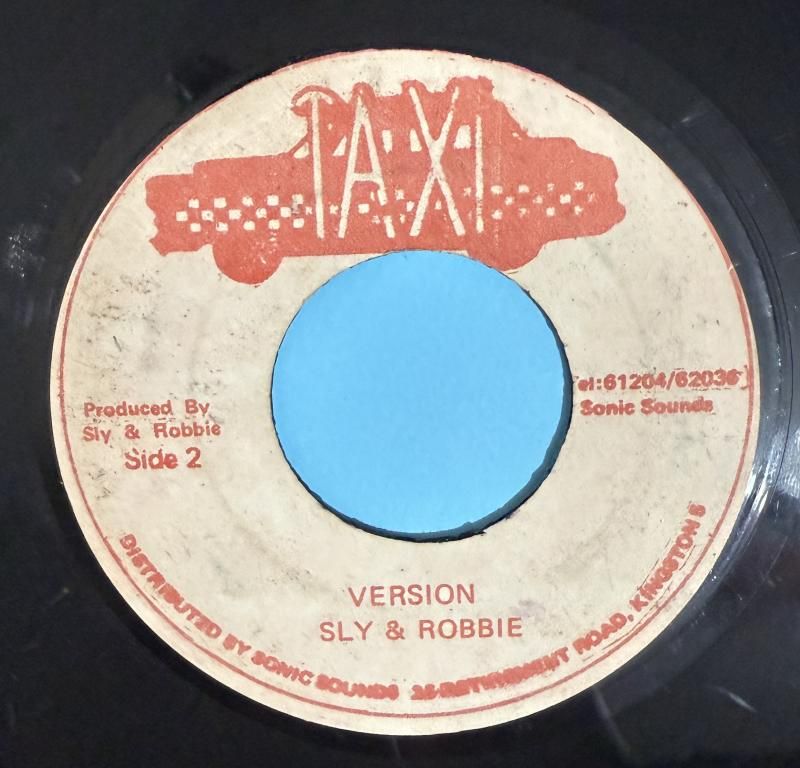 TAXI
el:61204/62036
Sonic Sounds
Produced By
Sly & Robbie
Side 2
VERSION
SLY & ROBBIE
DISTRIBUTED BY SONIC SOUNDS 25 RETIREMENT ROAD, KINGSTON 5